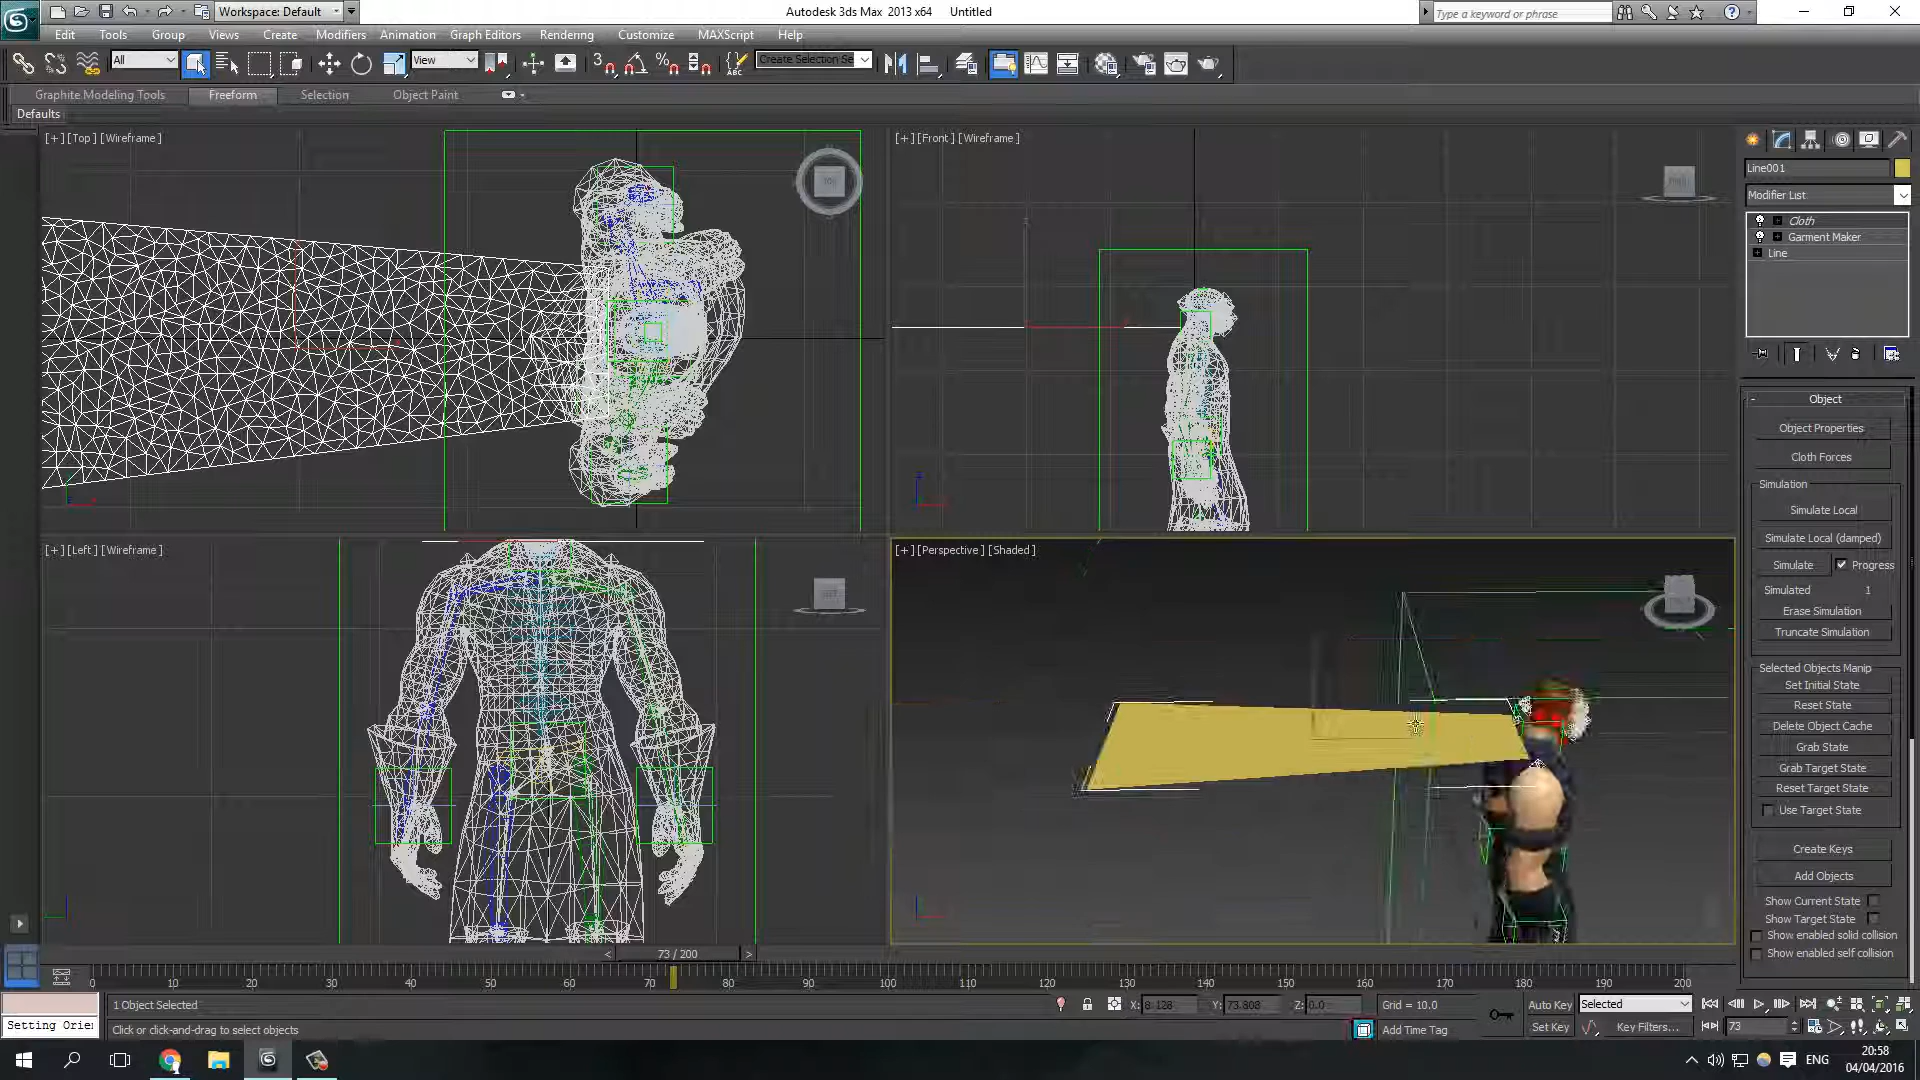 Workspace: Default
Autodesk 3ds Max 2013 x64 Untitled
Type a keyword or phrase
Edit Tools Group Views Create Modifiers Animation Graph Editors Rendering Customize MAXScript Help
All
View
3
Create Selection Se
Graphite Modeling Tools Freeform Selection Object Paint
Defaults
[+] [Top] [Wireframe]
[+] [Front] [Wireframe]
[+] [Left] [Wireframe]
[+] [Perspective] [Shaded]
Line001
Modifier List
Cloth
Garment Maker
Line
- Object
Object Properties
Cloth Forces
Simulation
Simulate Local
Simulate Local (damped)
Simulate Progress
Simulated 1
Erase Simulation
Truncate Simulation
Selected Objects Manip
Set Initial State
Reset State
Delete Object Cache
Grab State
Grab Target State
Reset Target State
Use Target State
Create Keys
Add Objects
Show Current State
Show Target State
Show enabled solid collision
Show enabled self collision
< 73 / 200 >
0 10 20 30 40 50 60 70 80 90 100 110 120 130 140 150 160 170 180 190 200
1 Object Selected
X: 8.128 Y: 73.808 Z: 0.0 Grid = 10.0
Auto Key Selected
Setting Orie
Click or click-and-drag to select objects
Add Time Tag
Set Key Key Filters... 73
ENG
20:58
04/04/2016